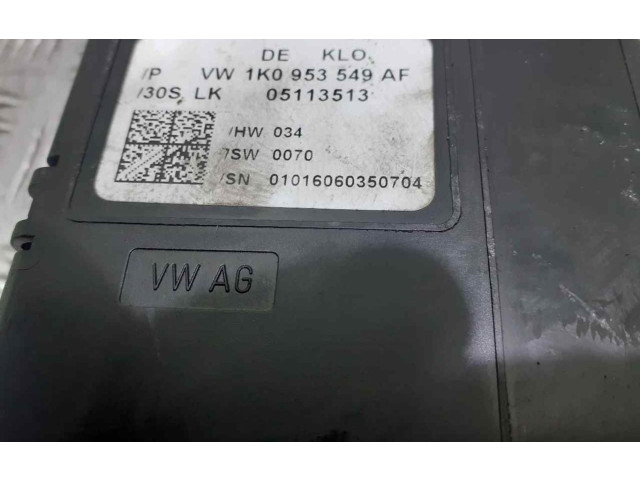 DE KLO.
/P VW 1K0 953 549 AF
/30S LK 05113513
/HW 034
/SW 0070
/SN 01016060350704
VW AG